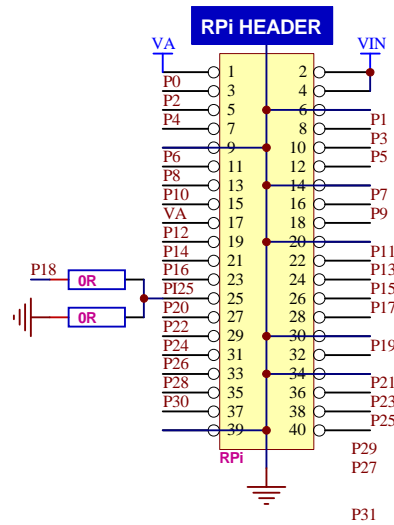 RPi HEADER
VA VIN
1 2
P0 3 4
P2 5 6
P4 7 8 P1
9 10 P3
P6 11 12 P5
P8 13 14
P10 15 16 P7
VA 17 18 P9
P12 19 20
P14 21 22 P11
P18 0R P16 23 24 P13
PI25 25 26 P15
0R P20 27 28 P17
P22 29 30
P24 31 32 P19
P26 33 34
P28 35 36 P21
P30 37 38 P23
39 40 P25
RPi
P29
P27
P31